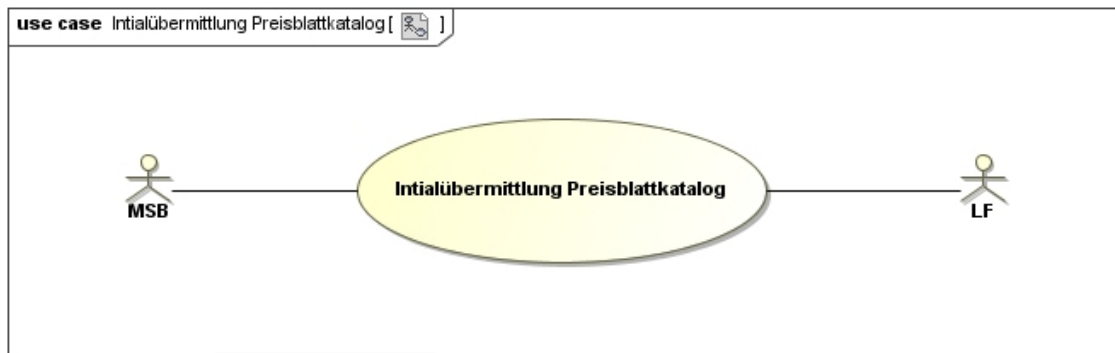 use case Intialübermittlung Preisblattkatalog [ ]
Intialübermittlung Preisblattkatalog
MSB
LF